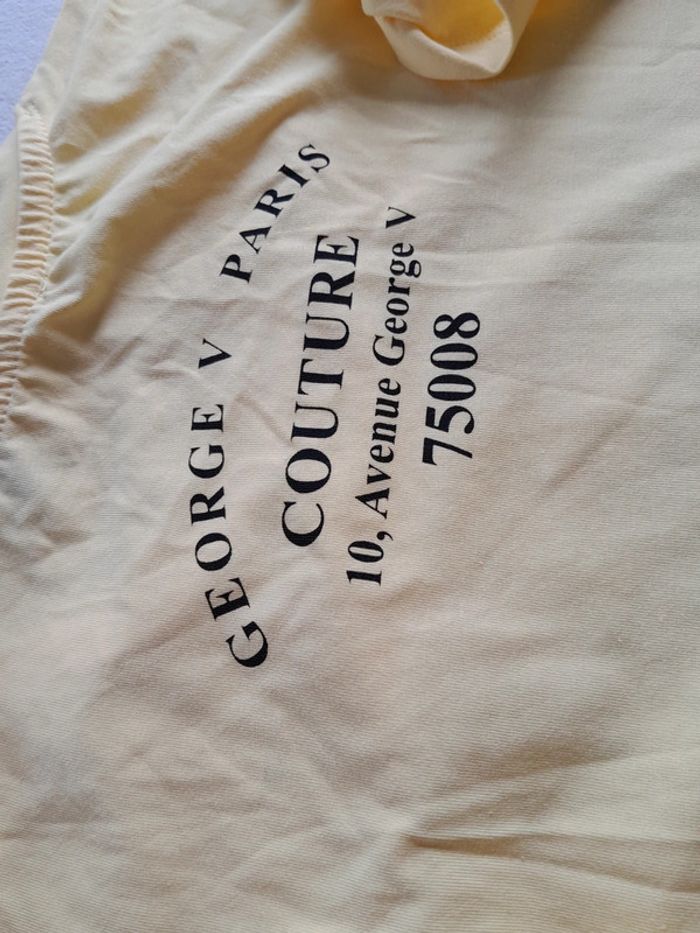 GEORGE V PARIS
COUTURE
10, Avenue George V
75008